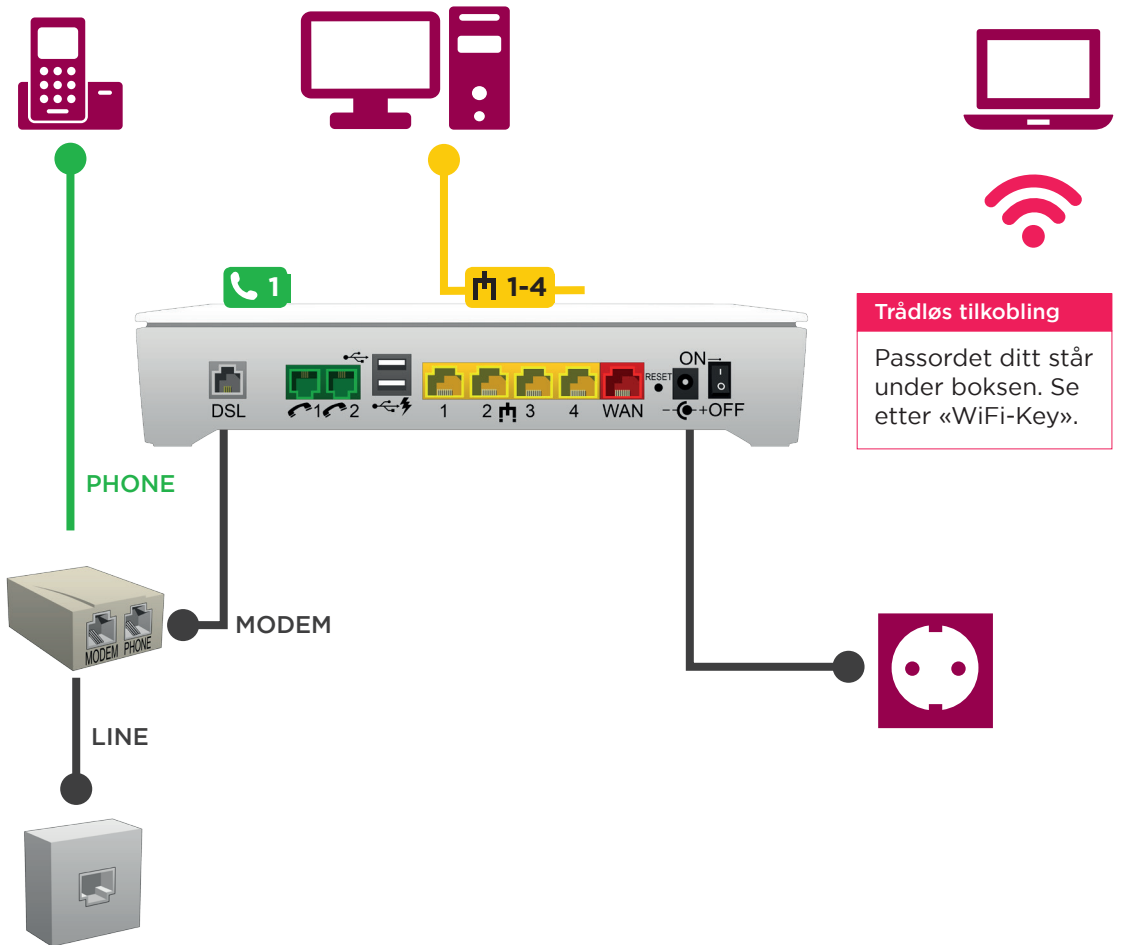 1
1-4
ON→
RESET
DSL
1 2
1 2 3 4 WAN
- + OFF
Trådløs tilkobling
Passordet ditt står
under boksen. Se
etter «WiFi-Key».
PHONE
MODEM PHONE
MODEM
LINE